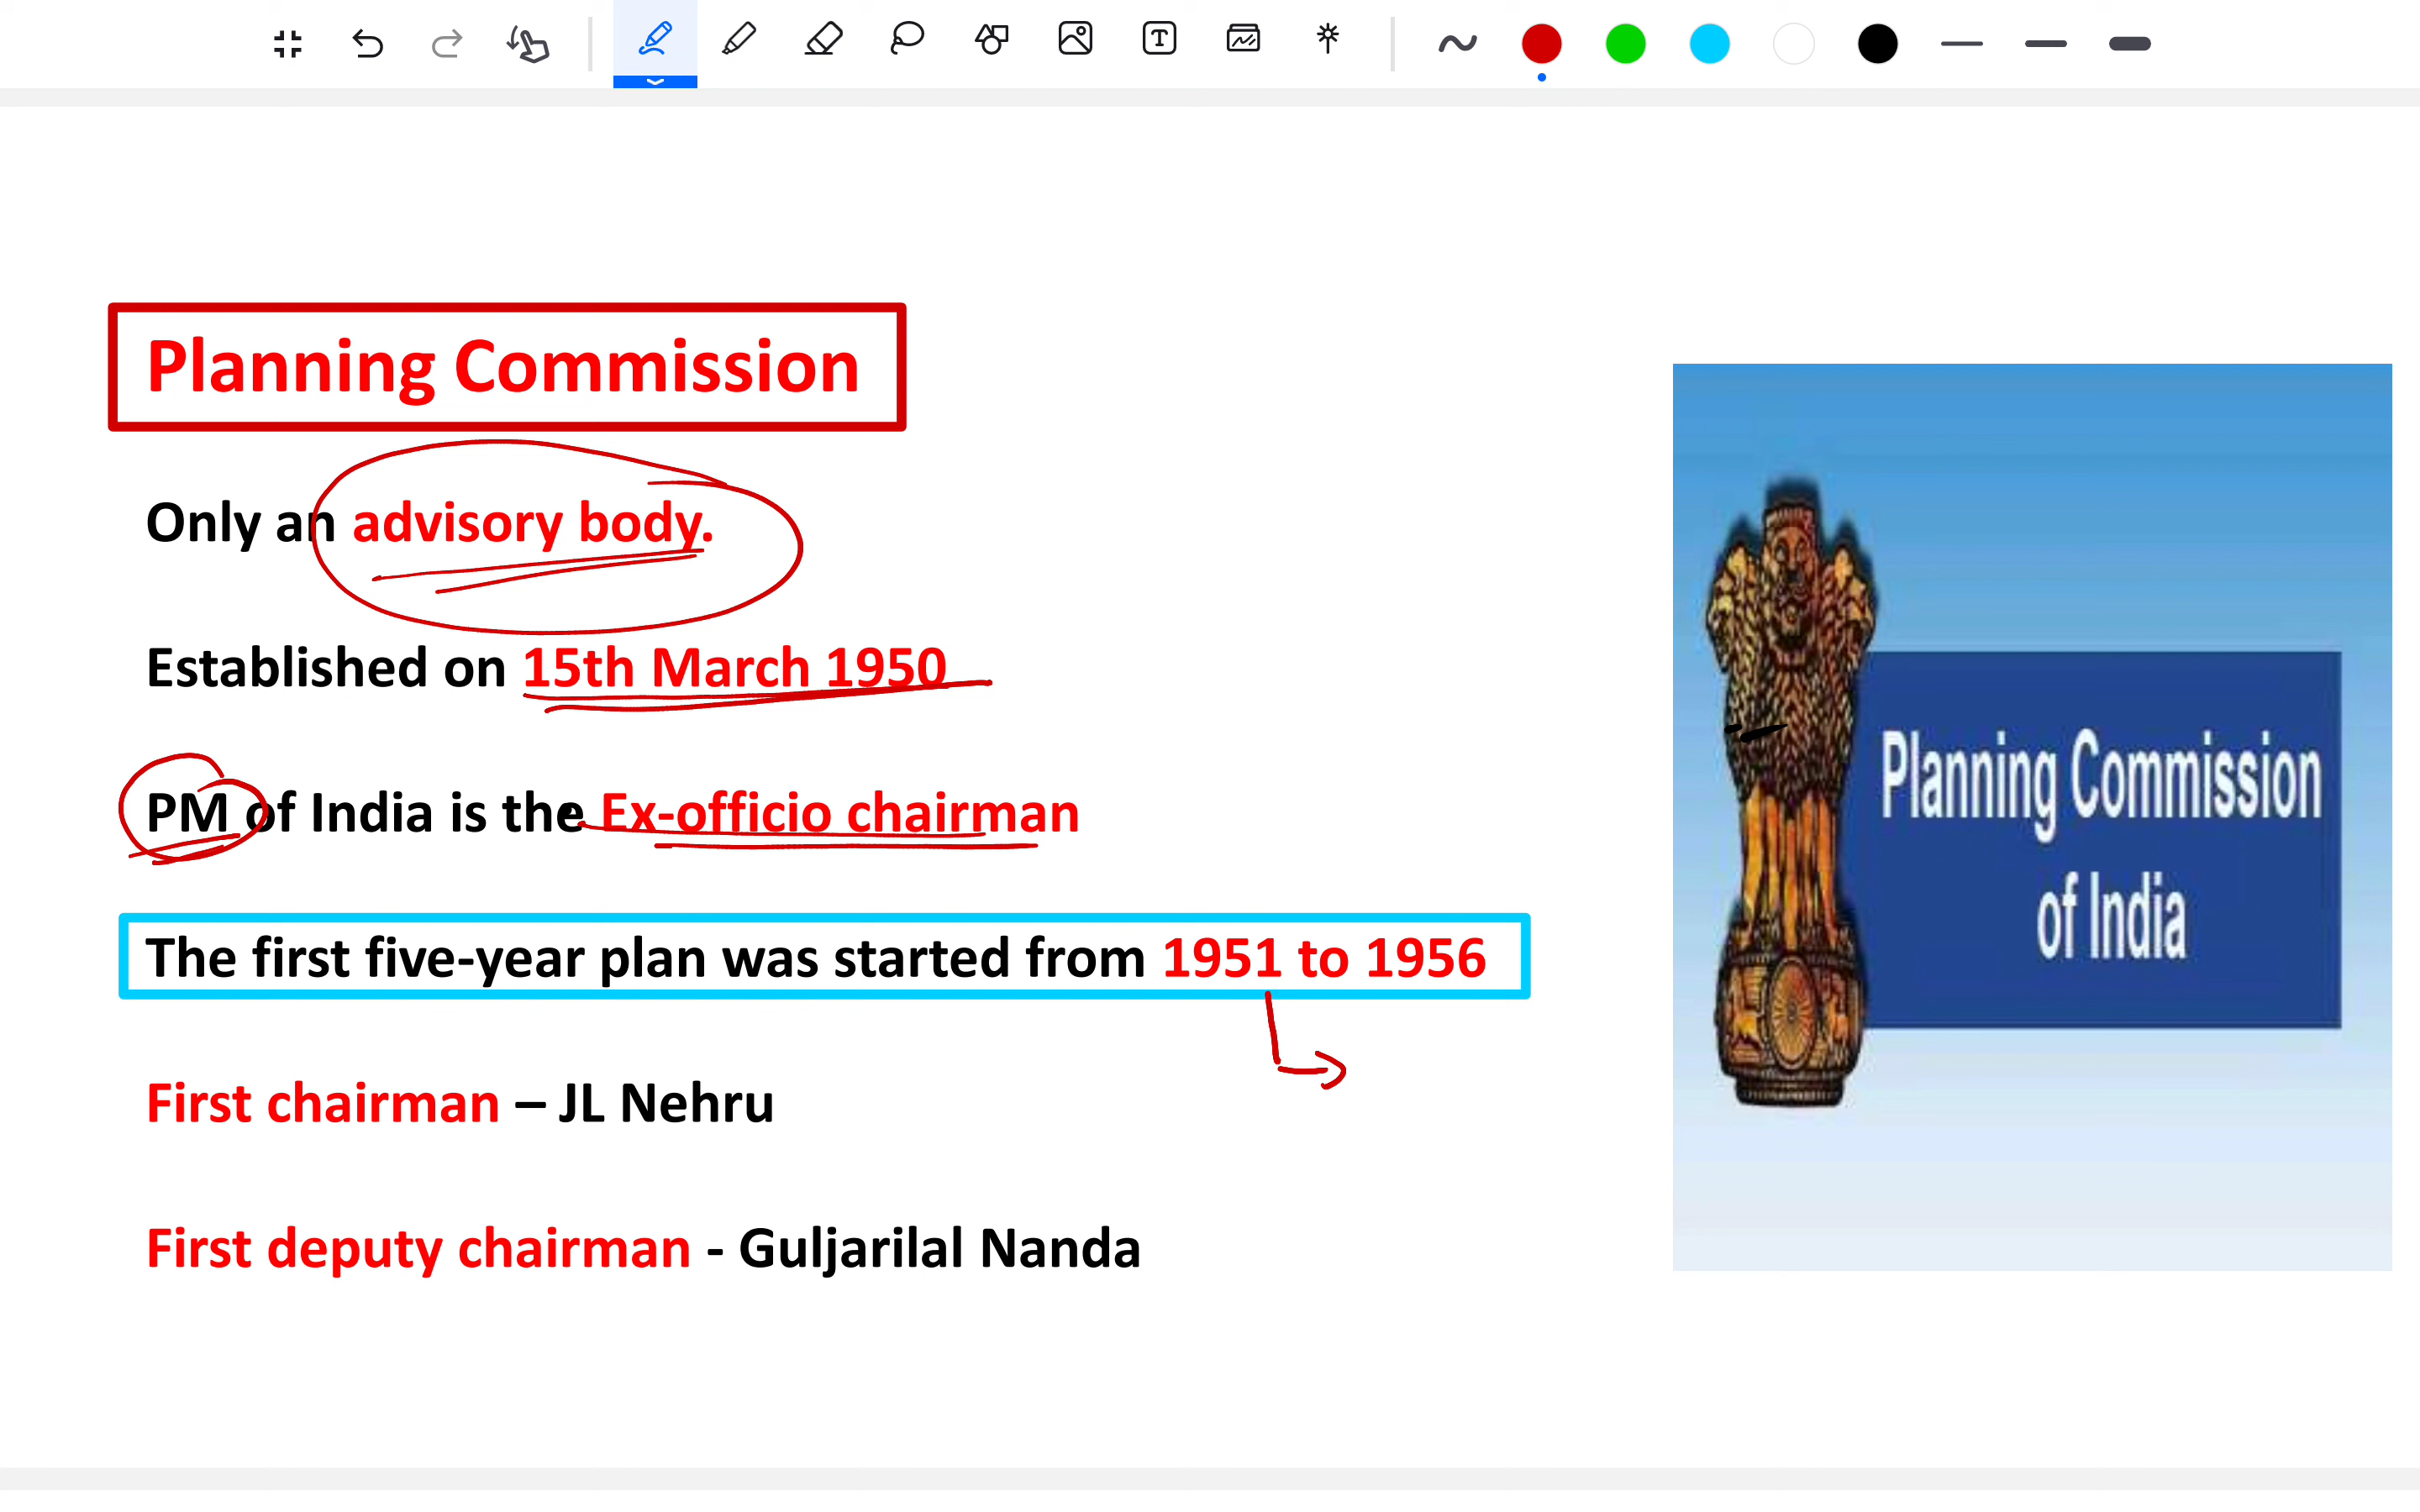 Planning Commission
Only an advisory body.
Established on 15th March 1950
PM of India is the Ex-officio chairman
The first five-year plan was started from 1951 to 1956
First chairman – JL Nehru
First deputy chairman - Guljarilal Nanda
Planning Commission
of India